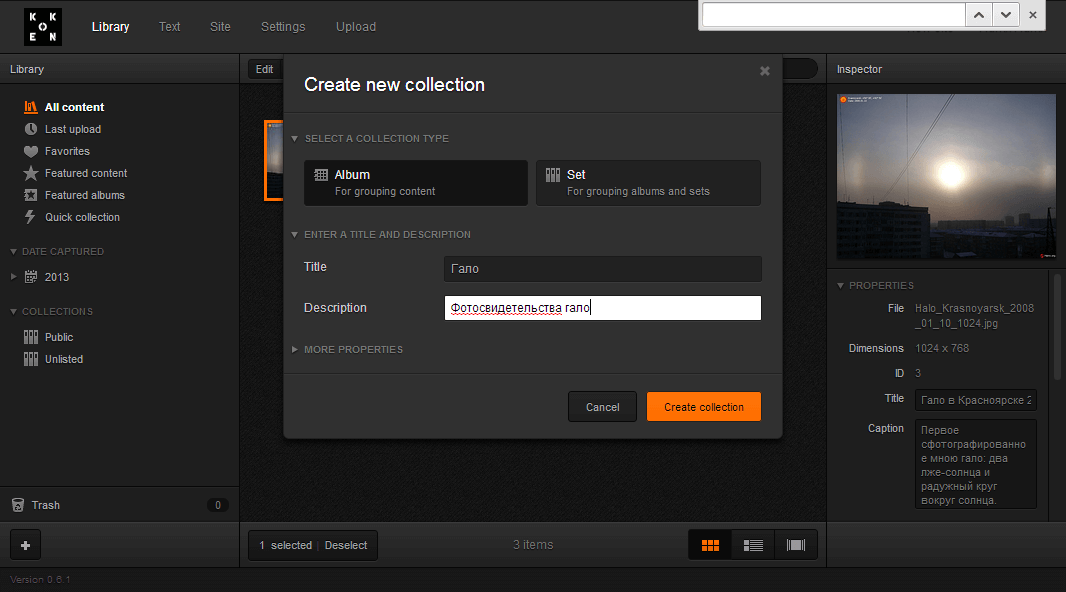 K K
O
E N
Library
Text
Site
Settings
Upload
Library
All content
Last upload
Favorites
Featured content
Featured albums
Quick collection
DATE CAPTURED
2013
COLLECTIONS
Public
Unlisted
Trash
0
Version 0.6.1
Edit
Create new collection
SELECT A COLLECTION TYPE
Album
For grouping content
Set
For grouping albums and sets
ENTER A TITLE AND DESCRIPTION
Title
Гало
Description
Фотосвидетельства гало
MORE PROPERTIES
Cancel
Create collection
1 selected
Deselect
3 items
Inspector
PROPERTIES
File
Halo_Krasnoyarsk_2008
_01_10_1024.jpg
Dimensions
1024 x 768
ID
3
Title
Гало в Красноярске 2
Caption
Первое
сфотографированно
е мною гало: два
лже-солнца и
радужный круг
вокруг солнца.